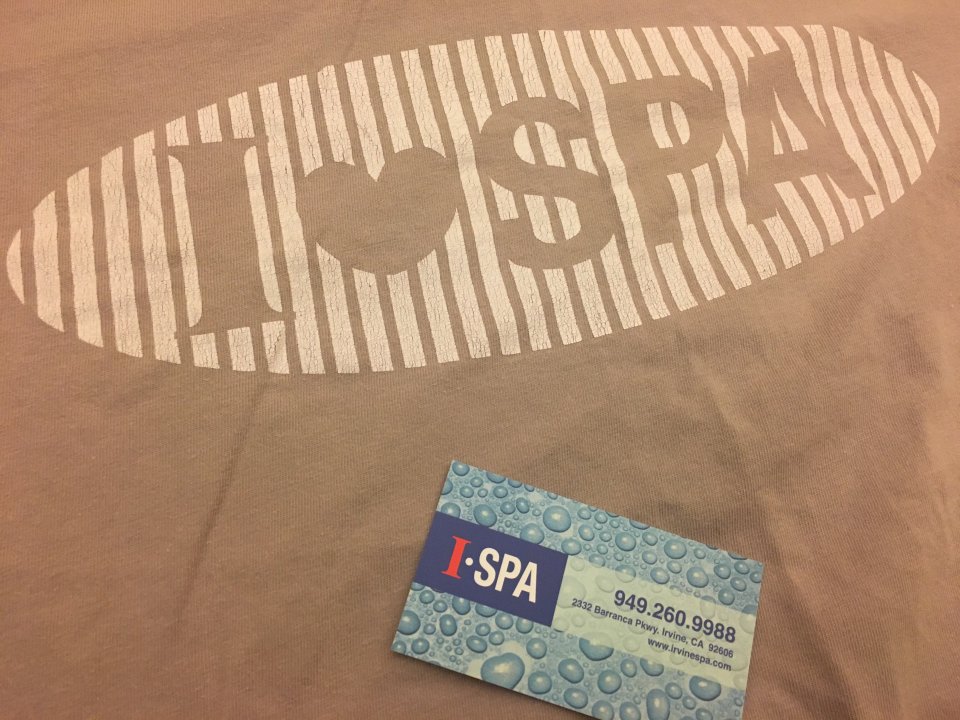 I ♥ SPA
I·SPA
949.260.9988
2332 Barranca Pkwy, Irvine, CA 92606
www.irvinespa.com